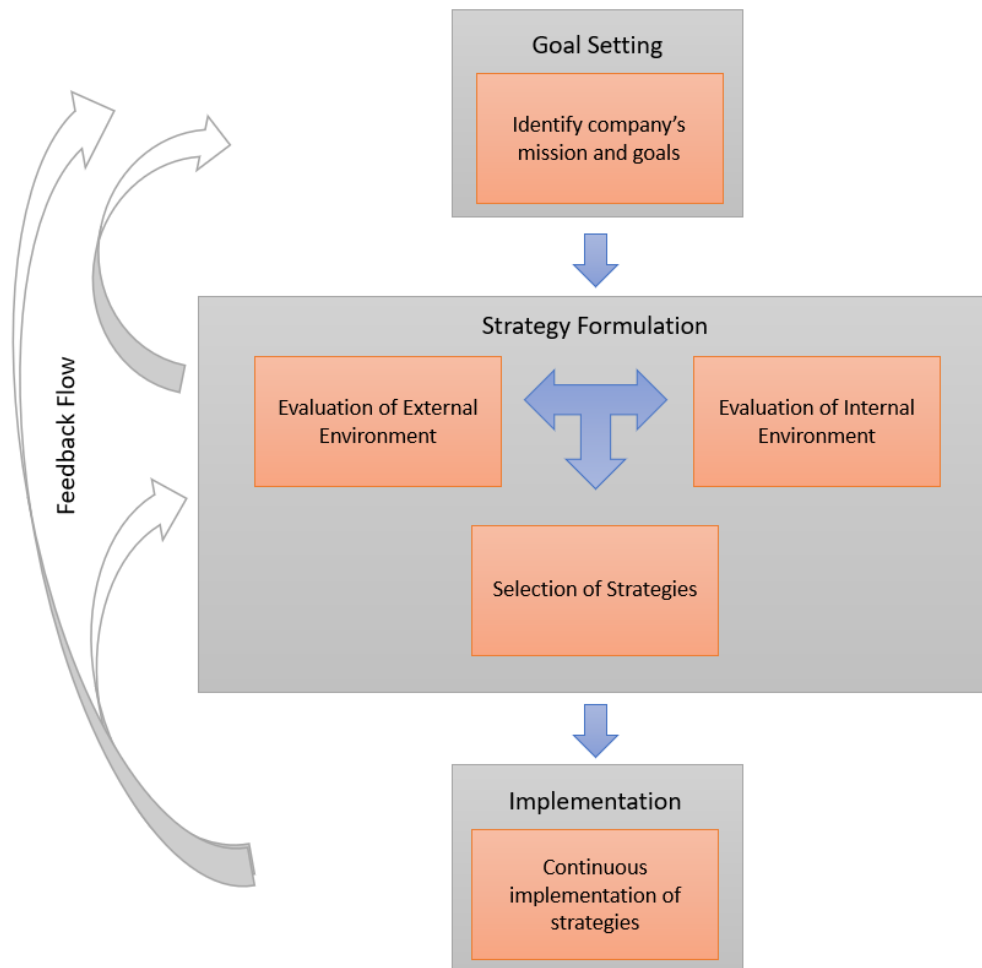 Goal Setting
Identify company’s
mission and goals
Strategy Formulation
Evaluation of External
Environment
Evaluation of Internal
Environment
Feedback Flow
Selection of Strategies
Implementation
Continuous
implementation of
strategies